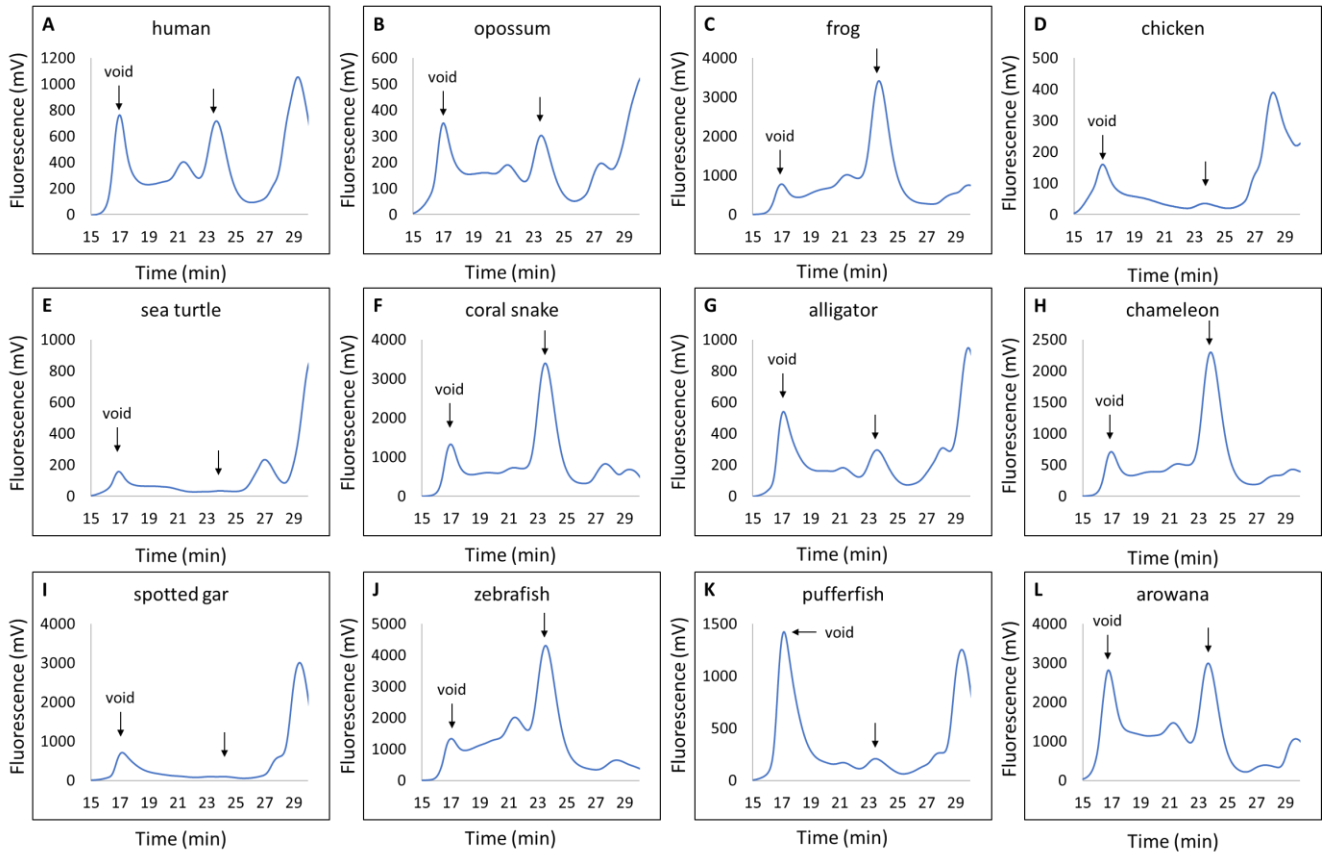 A human
1200
1000
800
600
400
200
0
void
15 17 19 21 23 25 27 29
Fluorescence (mV)
Time (min)
B opossum
600
500
400
300
200
100
0
void
15 17 19 21 23 25 27 29
Fluorescence (mV)
Time (min)
C frog
4000
3000
2000
1000
0
void
15 17 19 21 23 25 27 29
Fluorescence (mV)
Time (min)
D chicken
500
400
300
200
100
0
void
15 17 19 21 23 25 27 29
Fluorescence (mV)
Time (min)
E sea turtle
1000
800
600
400
200
0
void
15 17 19 21 23 25 27 29
Fluorescence (mV)
Time (min)
F coral snake
4000
3000
2000
1000
0
void
15 17 19 21 23 25 27 29
Fluorescence (mV)
Time (min)
G alligator
1000
800
600
400
200
0
void
15 17 19 21 23 25 27 29
Fluorescence (mV)
Time (min)
H chameleon
2500
2000
1500
1000
500
0
void
15 17 19 21 23 25 27 29
Fluorescence (mV)
Time (min)
I spotted gar
4000
3000
2000
1000
0
void
15 17 19 21 23 25 27 29
Fluorescence (mV)
Time (min)
J zebrafish
5000
4000
3000
2000
1000
0
void
15 17 19 21 23 25 27 29
Fluorescence (mV)
Time (min)
K pufferfish
1500
1000
500
0
void
15 17 19 21 23 25 27 29
Fluorescence (mV)
Time (min)
L arowana
4000
3000
2000
1000
0
void
15 17 19 21 23 25 27 29
Fluorescence (mV)
Time (min)